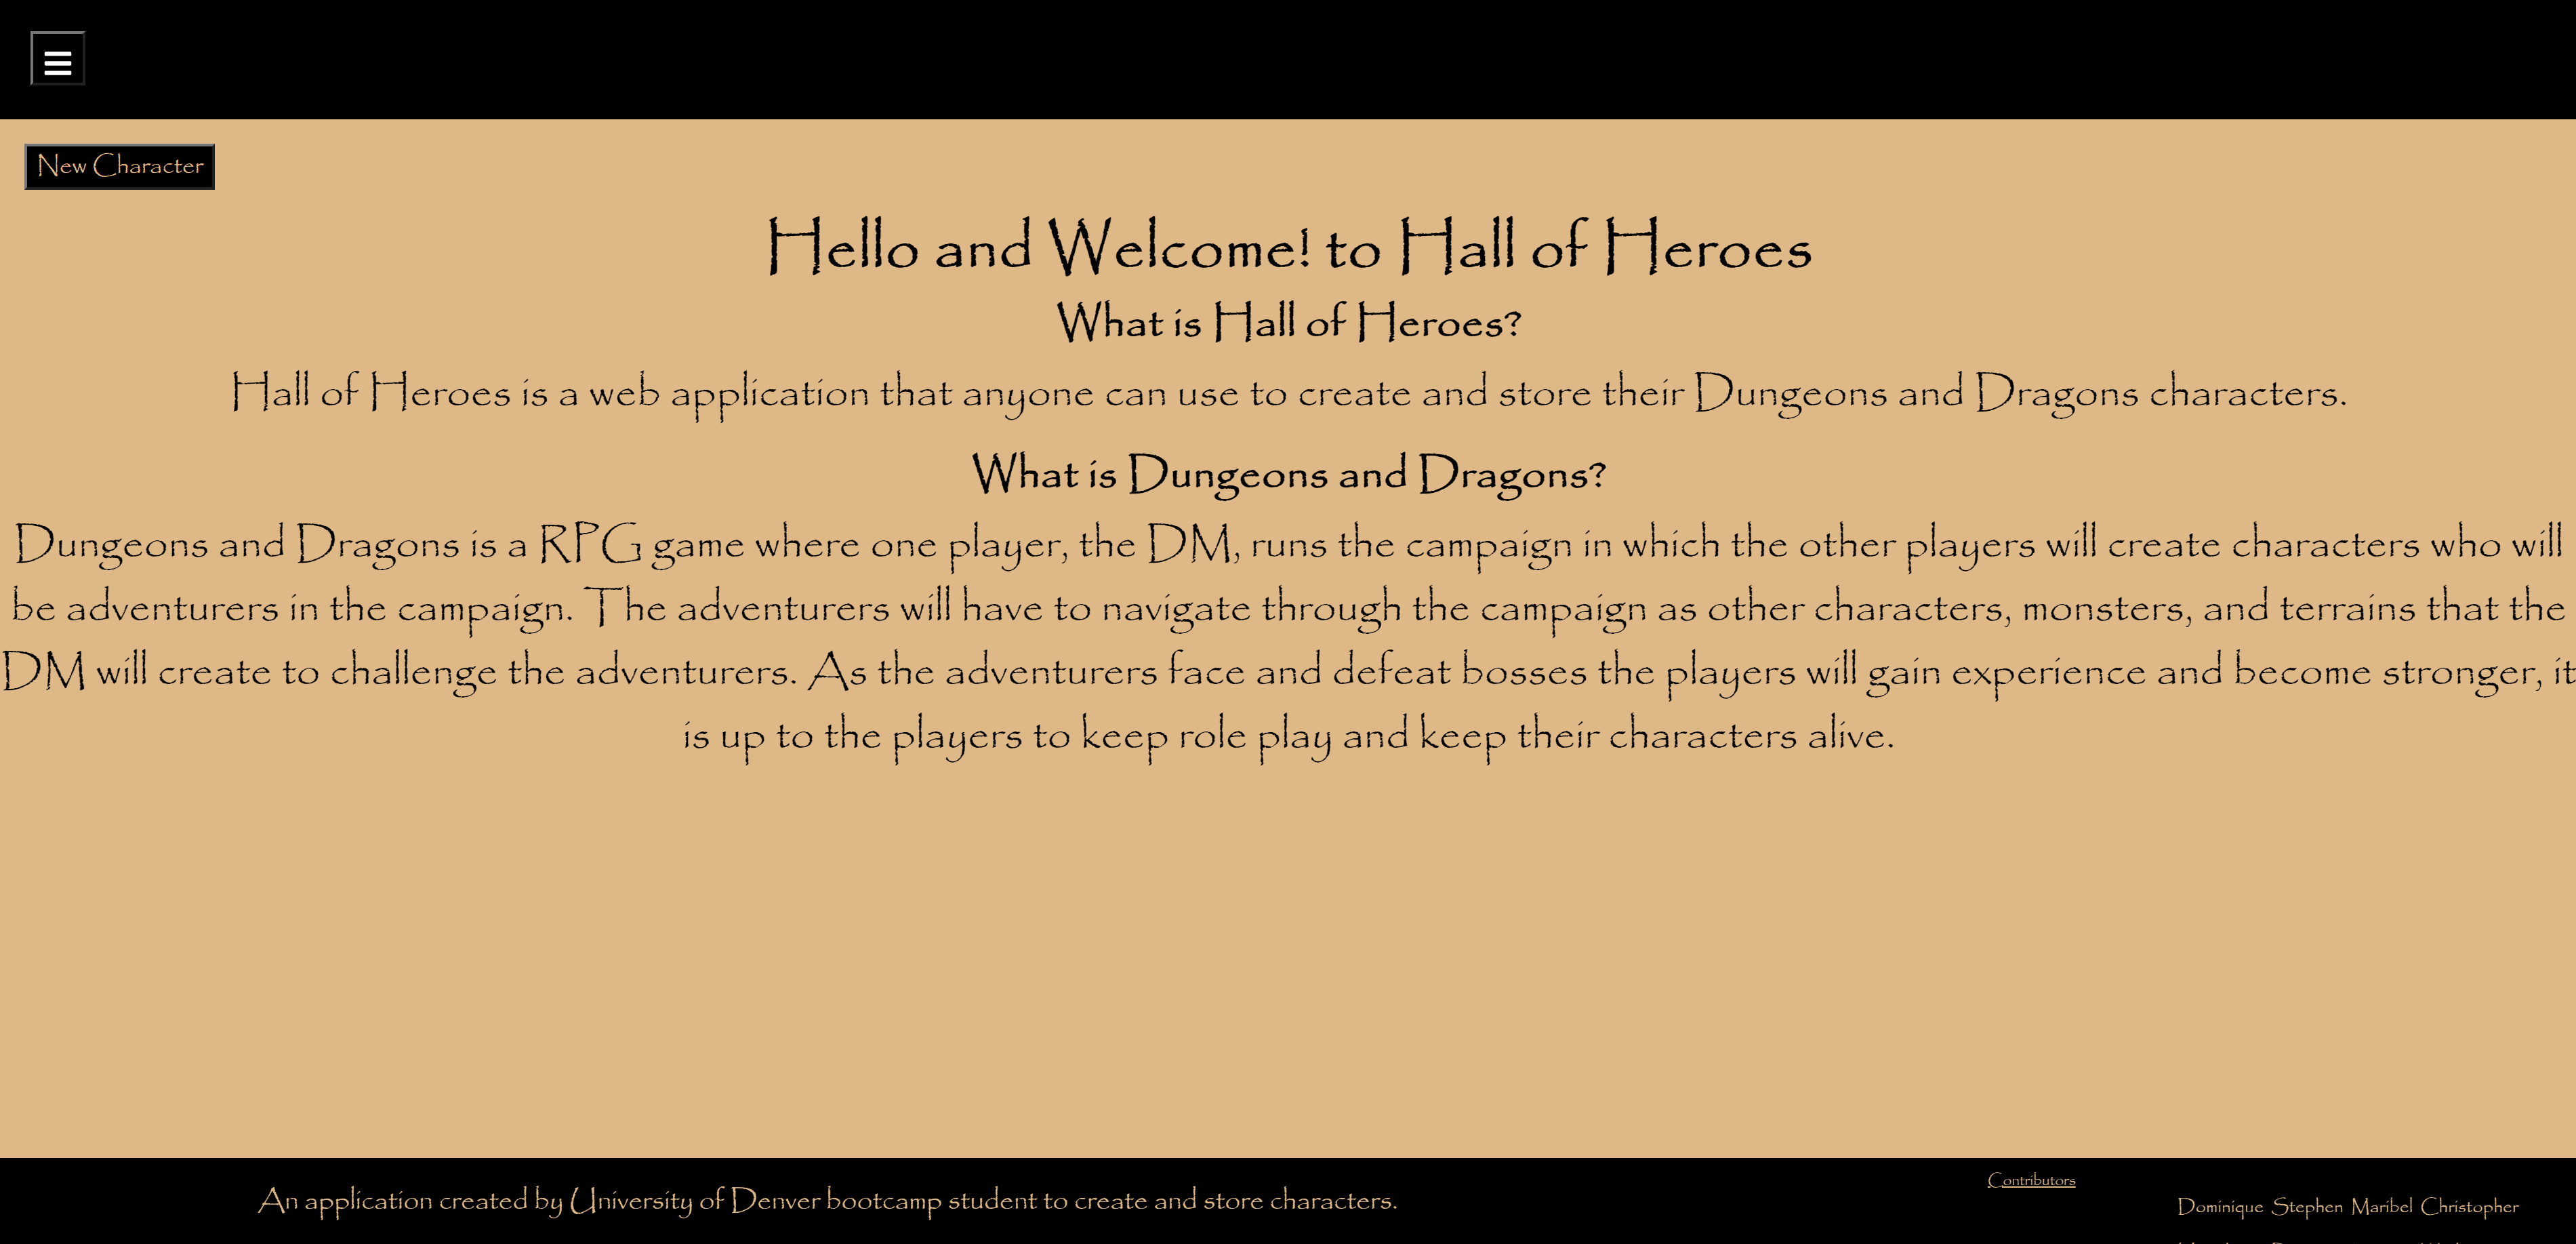 New Character
Hello and Welcome! to Hall of Heroes
What is Hall of Heroes?
Hall of Heroes is a web application that anyone can use to create and store their Dungeons and Dragons characters.
What is Dungeons and Dragons?
Dungeons and Dragons is a RPG game where one player, the DM, runs the campaign in which the other players will create characters who will
be adventurers in the campaign. The adventurers will have to navigate through the campaign as other characters, monsters, and terrains that the
DM will create to challenge the adventurers. As the adventurers face and defeat bosses the players will gain experience and become stronger, it
is up to the players to keep role play and keep their characters alive.
An application created by University of Denver bootcamp student to create and store characters.
Contributors
Dominique Stephen Maribel Christopher